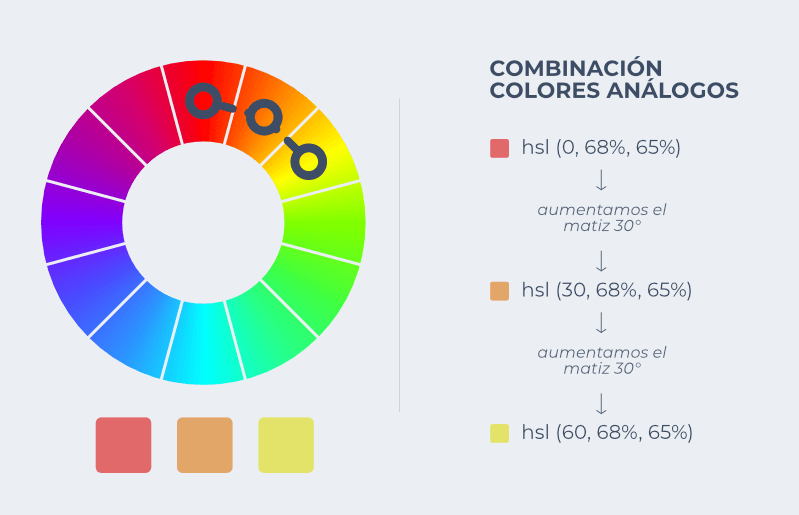 COMBINACIÓN
COLORES ANÁLOGOS
hsl (0, 68%, 65%)
aumentamos el
matiz 30°
hsl (30, 68%, 65%)
aumentamos el
matiz 30°
hsl (60, 68%, 65%)